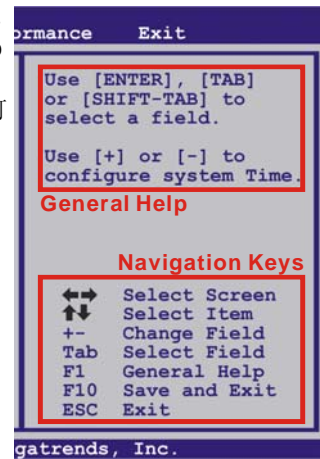 ormance Exit
Use [ENTER], [TAB]
or [SHIFT-TAB] to
select a field.
Use [+] or [-] to
configure system Time.
General Help
Navigation Keys
←→ Select Screen
↑↓ Select Item
+- Change Field
Tab Select Field
F1 General Help
F10 Save and Exit
ESC Exit
gatrends, Inc.